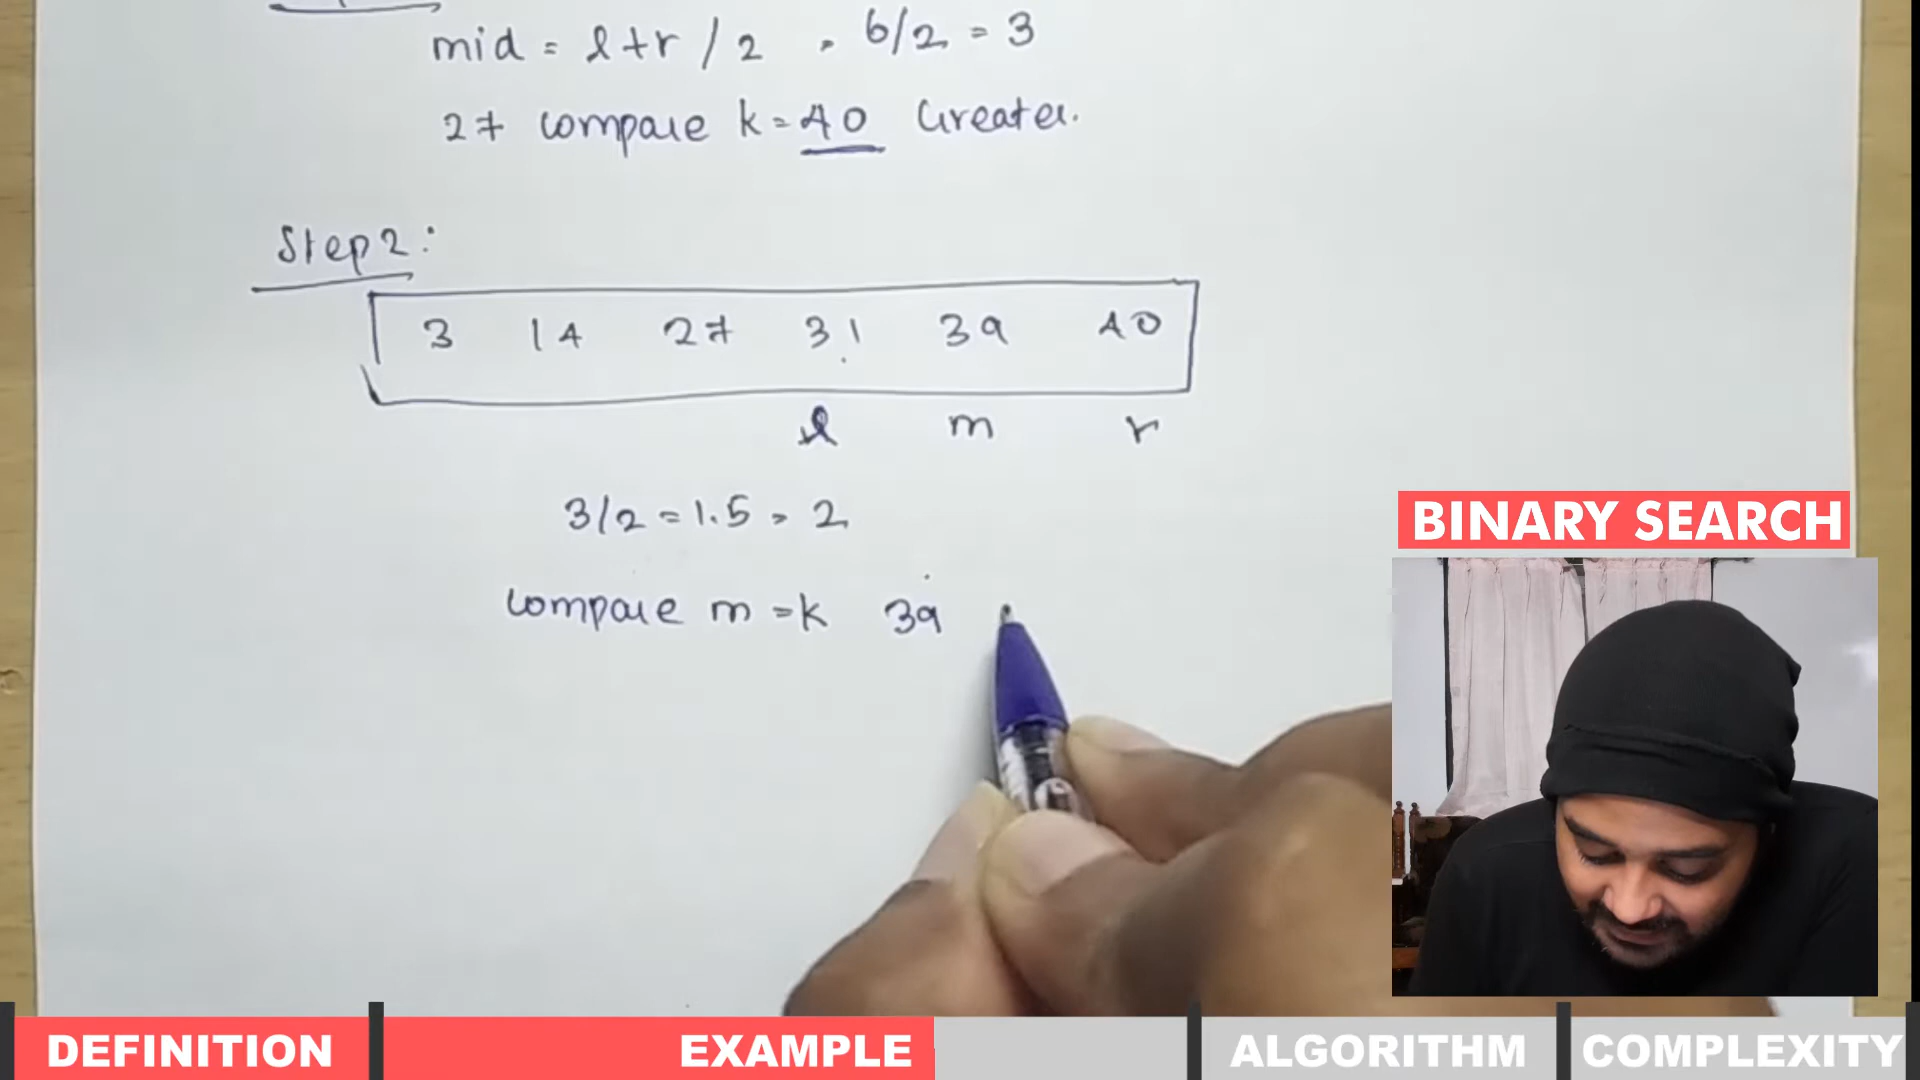 mid = l+r / 2 = 6/2 = 3
27 compare k=40 Greater.
Step 2:
3 14 27 31 39 40
l m r
3/2 = 1.5 = 2
compare m = k 39
BINARY SEARCH
DEFINITION EXAMPLE ALGORITHM COMPLEXITY